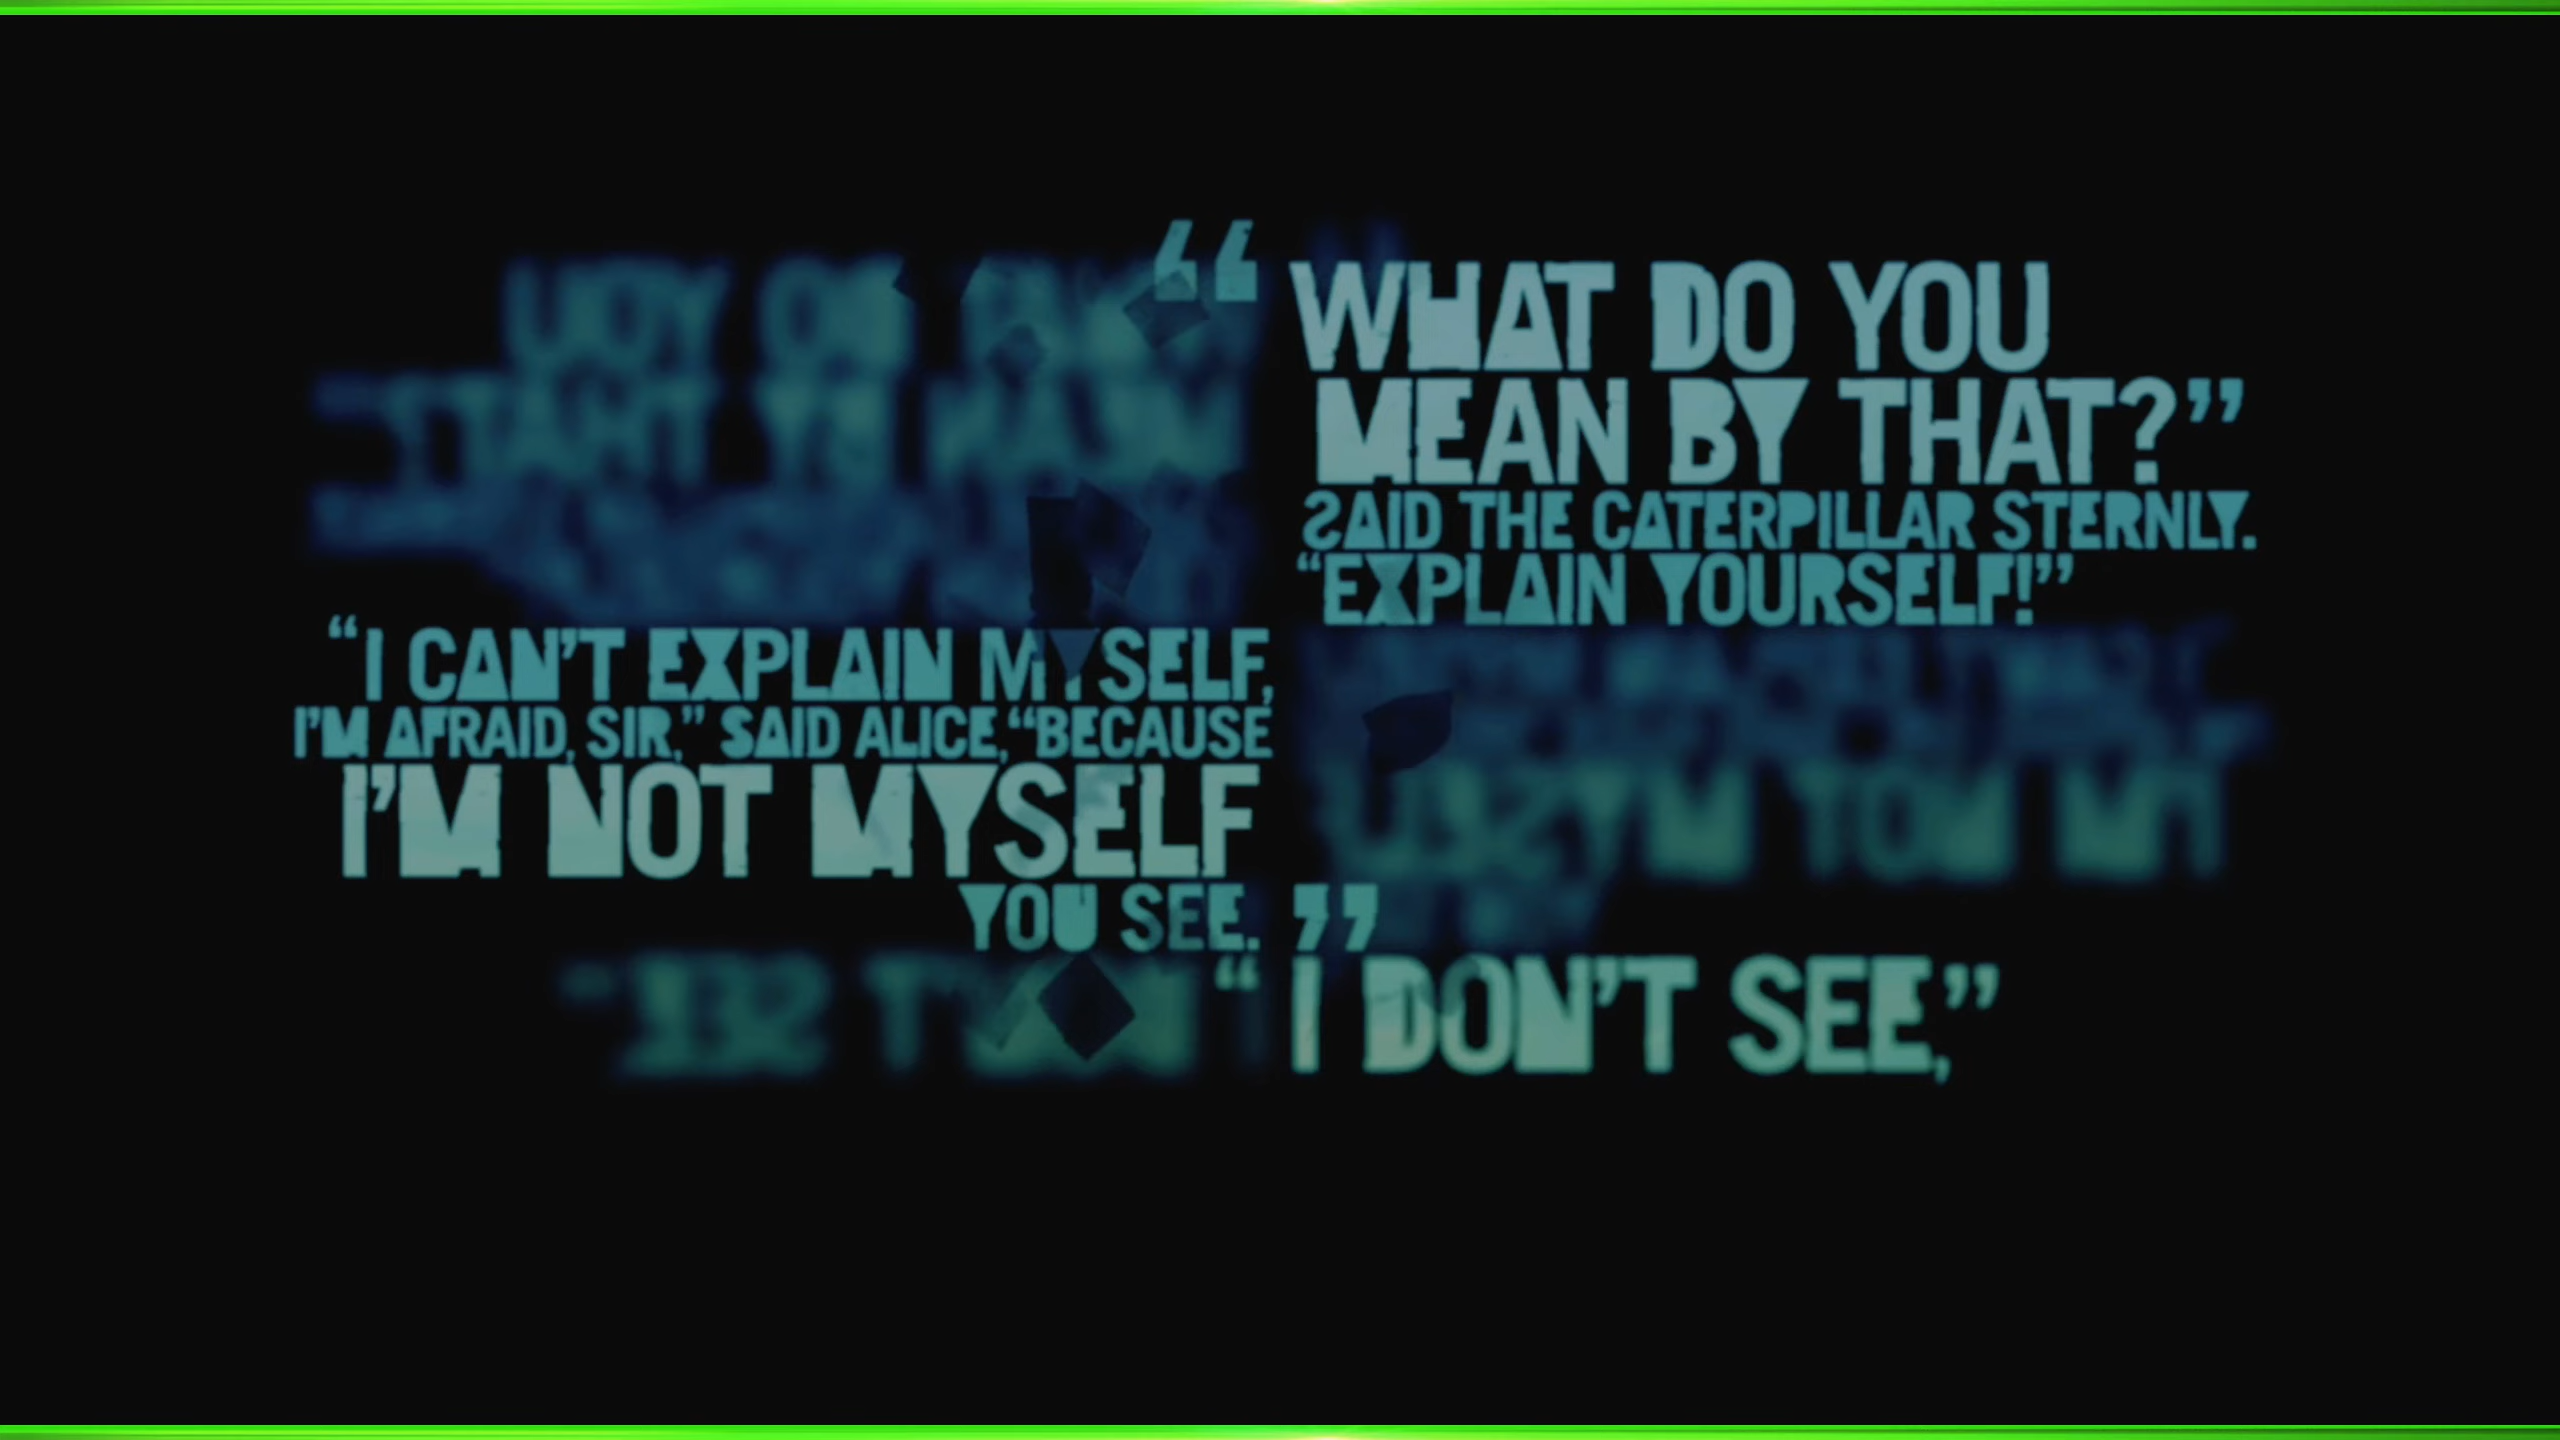 “WHAT DO YOU
MEAN BY THAT?”
SAID THE CATERPILLAR STERNLY.
“EXPLAIN YOURSELF!”
“I CAN’T EXPLAIN MYSELF,
I’M AFRAID, SIR,” SAID ALICE, “BECAUSE
I’M NOT MYSELF
YOU SEE.”
“I DON’T SEE,”